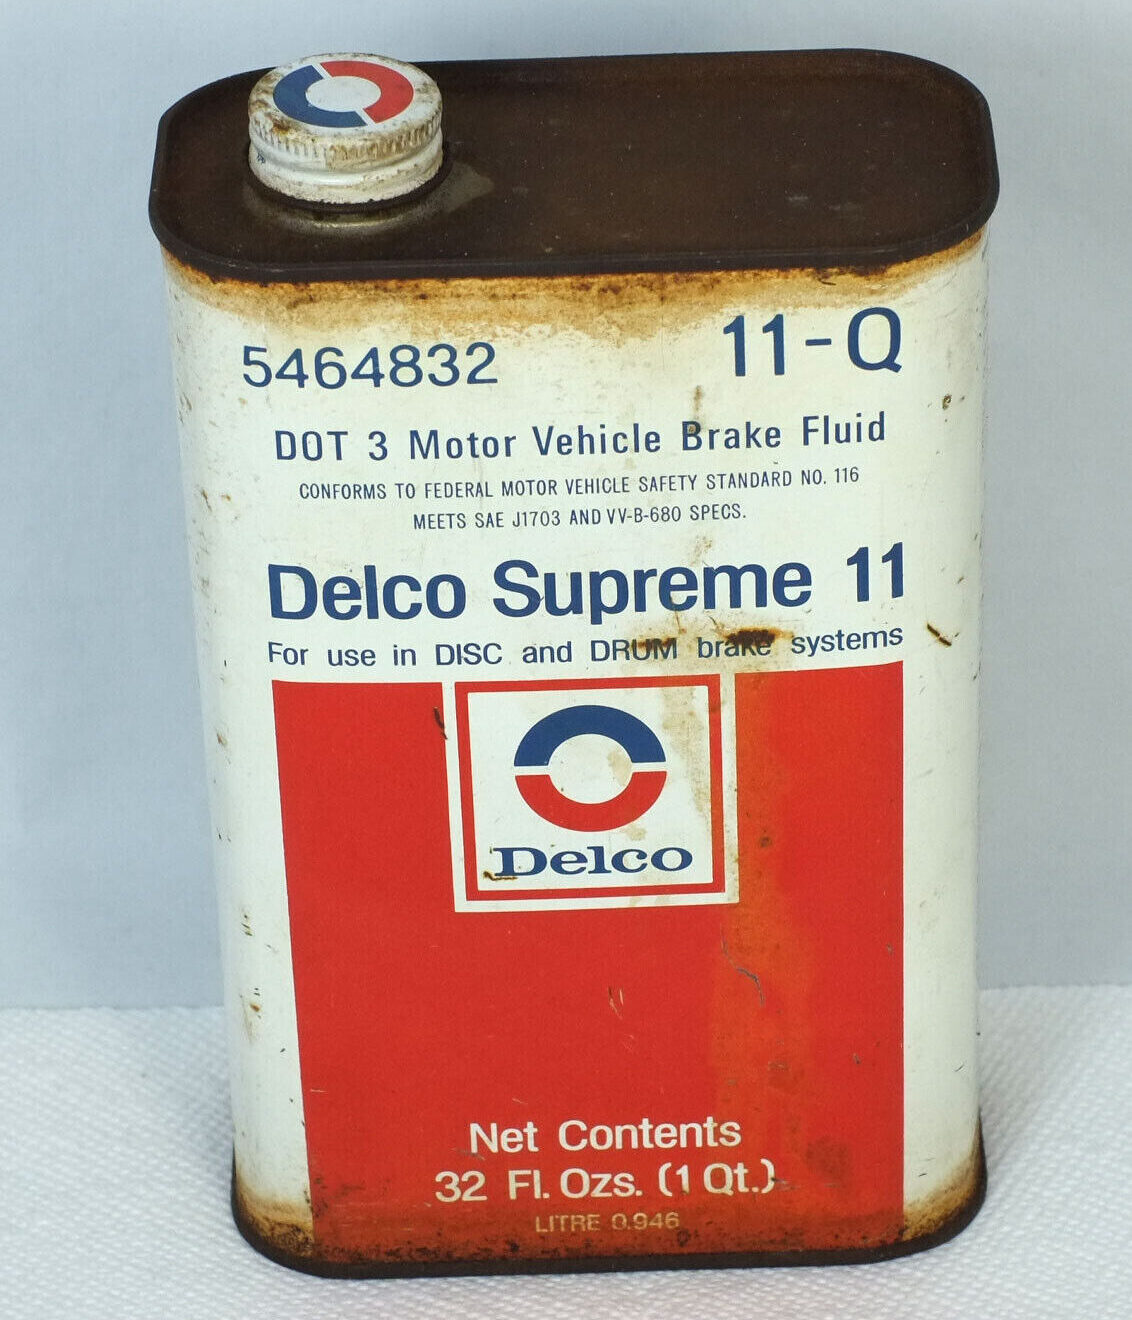 5464832 11-Q
DOT 3 Motor Vehicle Brake Fluid
CONFORMS TO FEDERAL MOTOR VEHICLE SAFETY STANDARD NO. 116
MEETS SAE J1703 AND VV-B-680 SPECS.
Delco Supreme 11
For use in DISC and DRUM brake systems
Delco
Net Contents
32 Fl. Ozs. (1 Qt.)
LITRE 0.946